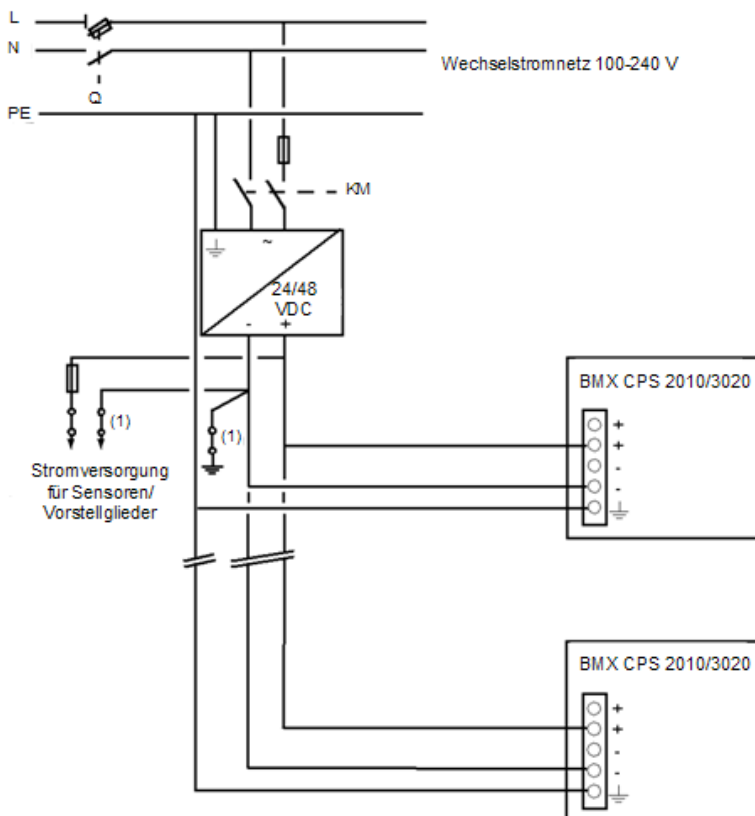 L
N
Wechselstromnetz 100-240 V
Q
PE
KM
~
24/48
VDC
- +
BMX CPS 2010/3020
+
+
-
-
(1)
(1)
Stromversorgung
für Sensoren/
Vorstellglieder
BMX CPS 2010/3020
+
+
-
-